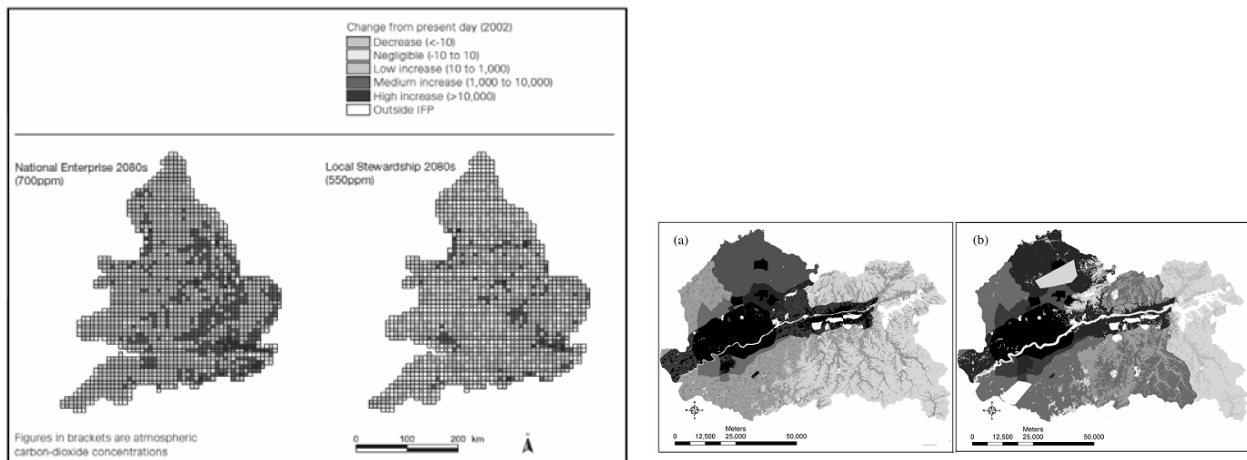 Change from present day (2002)
Decrease (<-10)
Negligible (-10 to 10)
Low increase (10 to 1,000)
Medium increase (1,000 to 10,000)
High increase (>10,000)
Outside IFP
National Enterprise 2080s
(700ppm)
Local Stewardship 2080s
(550ppm)
Figures in brackets are atmospheric
carbon-dioxide concentrations
0 100 200 km
(a)
Meters
0 12,500 25,000 50,000
(b)
Meters
0 12,500 25,000 50,000